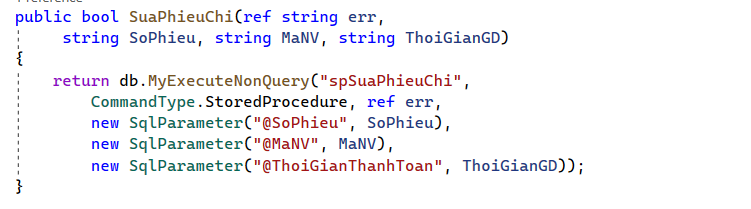 public bool SuaPhieuChi(ref string err,
string SoPhieu, string MaNV, string ThoiGianGD)
{
return db.MyExecuteNonQuery("spSuaPhieuChi",
CommandType.StoredProcedure, ref err,
new SqlParameter("@SoPhieu", SoPhieu),
new SqlParameter("@MaNV", MaNV),
new SqlParameter("@ThoiGianThanhToan", ThoiGianGD));
}